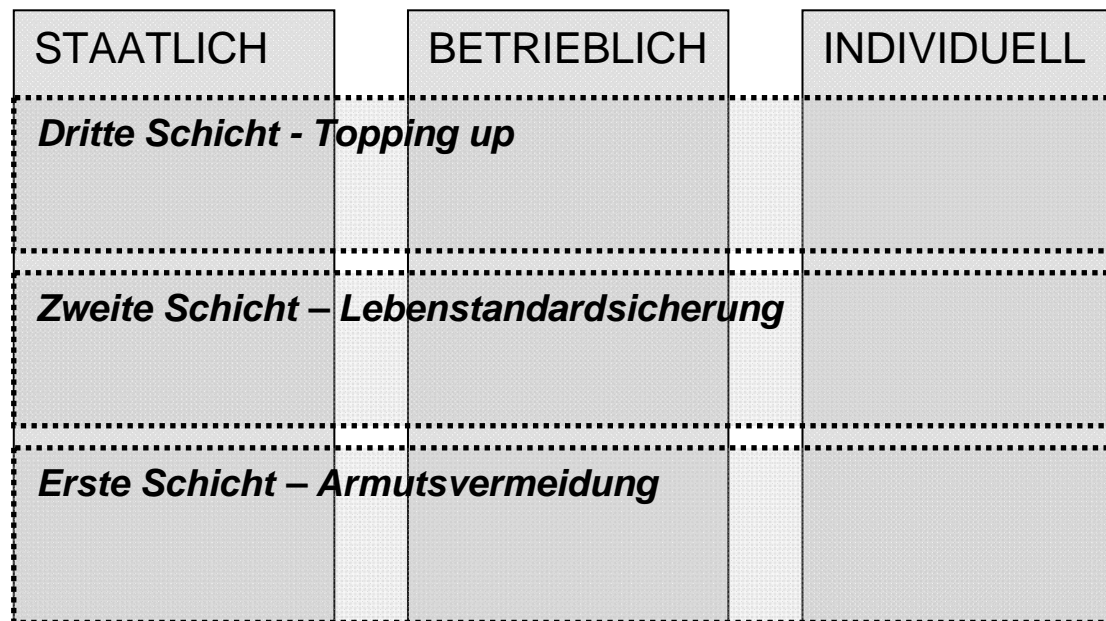 STAATLICH BETRIEBLICH INDIVIDUELL
Dritte Schicht - Topping up
Zweite Schicht – Lebenstandardsicherung
Erste Schicht – Armutsvermeidung